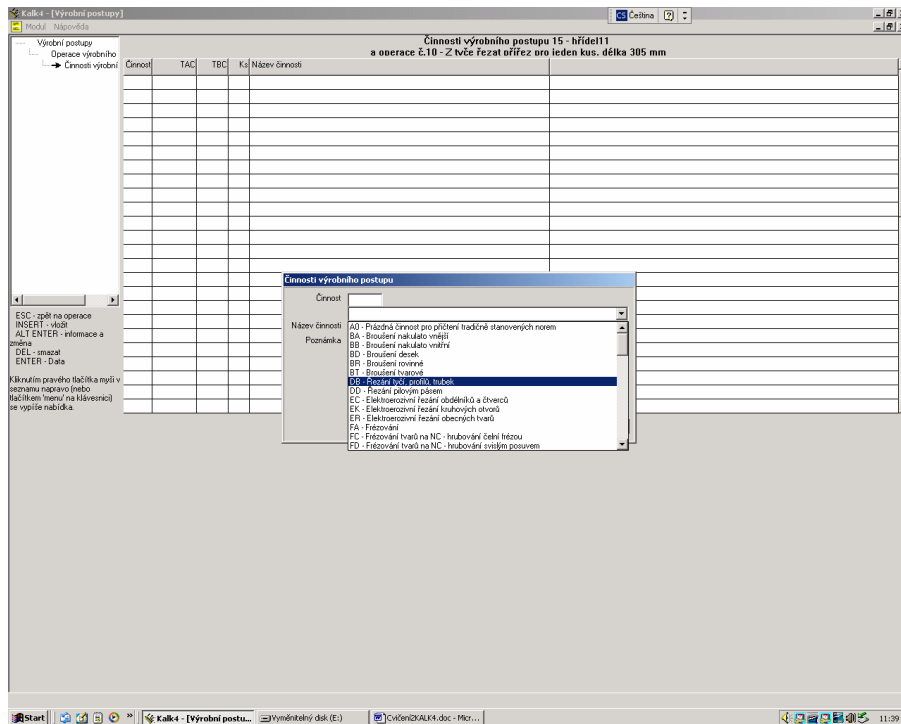 Kalk4 - [Výrobní postupy]
CS Čeština
Modul Nápověda
Výrobní postupy
Operace výrobního
Činnosti výrobní
Činnosti výrobního postupu 15 - hřídel11
a operace č.10 - Z tyče řezat přířez pro jeden kus. délka 305 mm
Činnost TAC TBC Ks Název činnosti
ESC - zpět na operace
INSERT - vložit
ALT ENTER - informace a
změna
DEL - smazat
ENTER - Data
Kliknutím pravého tlačítka myši v
seznamu napravo (nebo
tlačítkem 'menu' na klávesnici)
se vypíše nabídka.
Činnosti výrobního postupu
Činnost
Název činnosti
Poznámka
A0 - Prázdná činnost pro přičtení tradičně stanovených norem
BA - Broušení nakulato vnější
BB - Broušení nakulato vnitřní
BD - Broušení desek
BR - Broušení rovinné
BT - Broušení tvarové
DB - Řezání tyčí, profilů, trubek
DD - Řezání pilovým pásem
EC - Elektroerozivní řezání obdélníků a čtverců
EK - Elektroerozivní řezání kruhových otvorů
ER - Elektroerozivní řezání obecných tvarů
FA - Frézování
FC - Frézování tvarů na NC - hrubování čelní frézou
FD - Frézování tvarů na NC - hrubování svislým posuvem
Start
Kalk4 - [Výrobní postu...
Vyměnitelný disk (E:)
Cvičení2KALK4.doc - Micr...
11:39